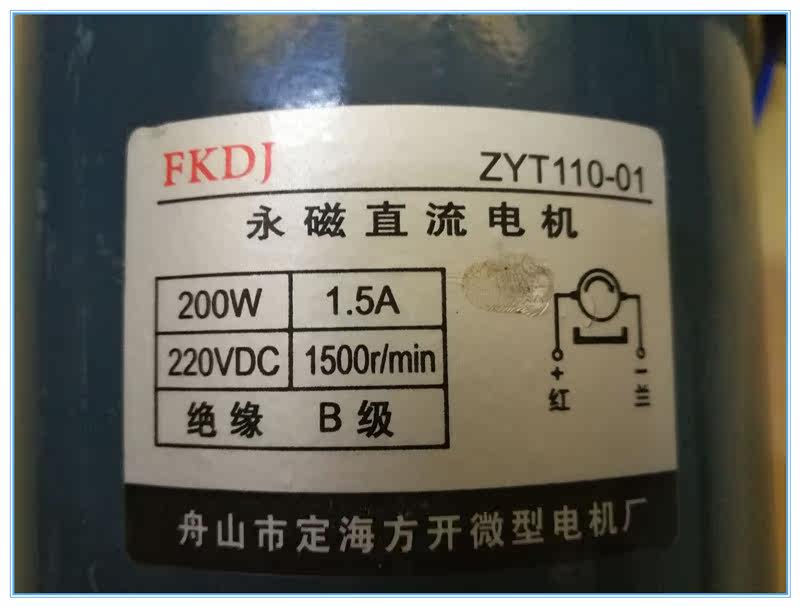 FKDJ ZYT110-01
永磁直流电机
200W 1.5A
220VDC 1500r/min
绝缘 B级
+ −
红 兰
舟山市定海方开微型电机厂